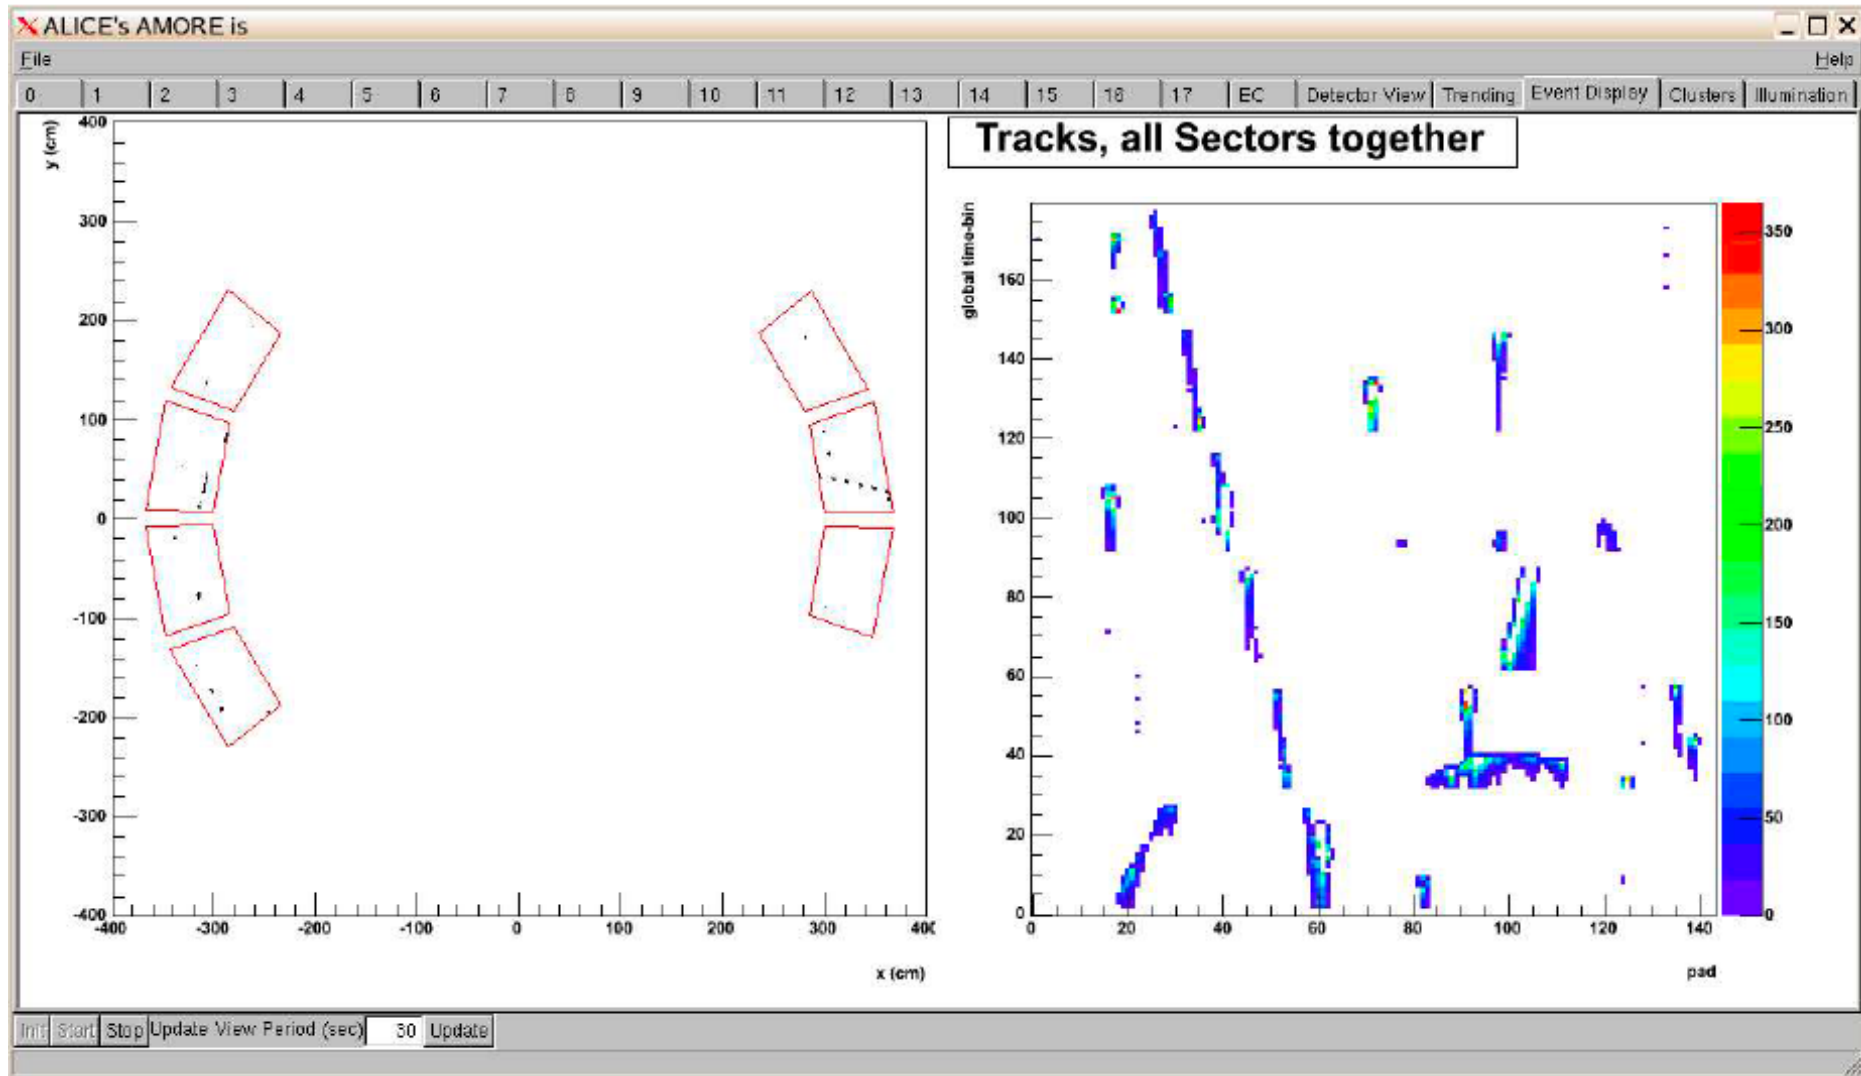 ALICE's AMORE is
File Help
0 1 2 3 4 5 6 7 8 9 10 11 12 13 14 15 16 17 EC Detector View Trending Event Display Clusters Illumination
Tracks, all Sectors together
y (cm)
400
300
200
100
0
-100
-200
-300
-400
-400 -300 -200 -100 0 100 200 300 400
x (cm)
global time-bin
160
140
120
100
80
60
40
20
0
0 20 40 60 80 100 120 140
pad
350
300
250
200
150
100
50
0
Init Start Stop Update View Period (sec) 30 Update